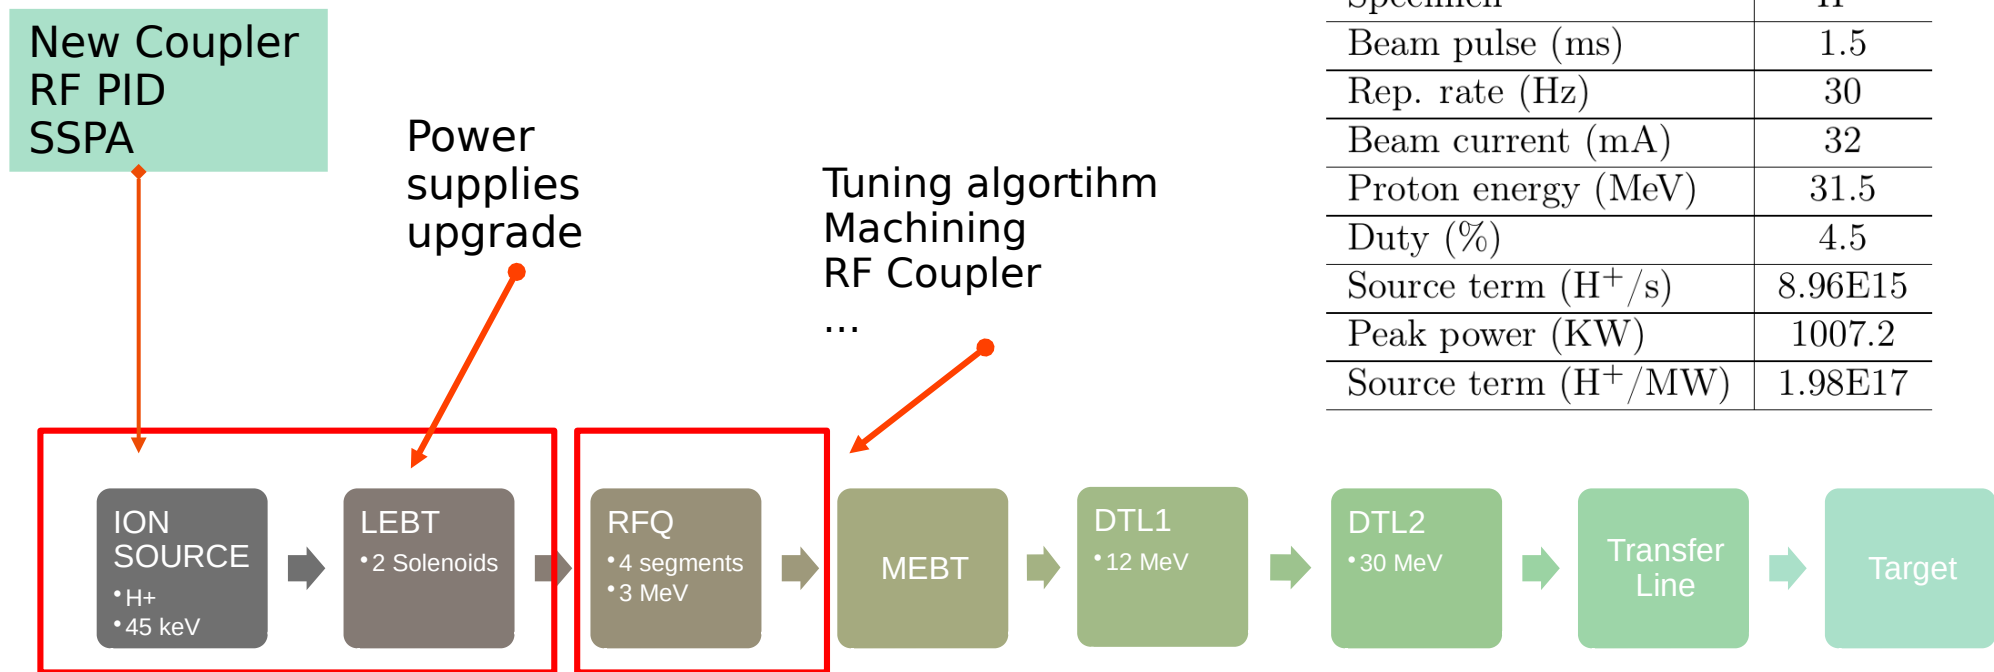 New Coupler
RF PID
SSPA
Power
supplies
upgrade
Tuning algortihm
Machining
RF Coupler
...
Beam pulse (ms) 1.5
Rep. rate (Hz) 30
Beam current (mA) 32
Proton energy (MeV) 31.5
Duty (%) 4.5
Source term (H⁺/s) 8.96E15
Peak power (KW) 1007.2
Source term (H⁺/MW) 1.98E17
ION
SOURCE
•H+
•45 keV
LEBT
•2 Solenoids
RFQ
•4 segments
•3 MeV
MEBT
DTL1
•12 MeV
DTL2
•30 MeV
Transfer
Line
Target